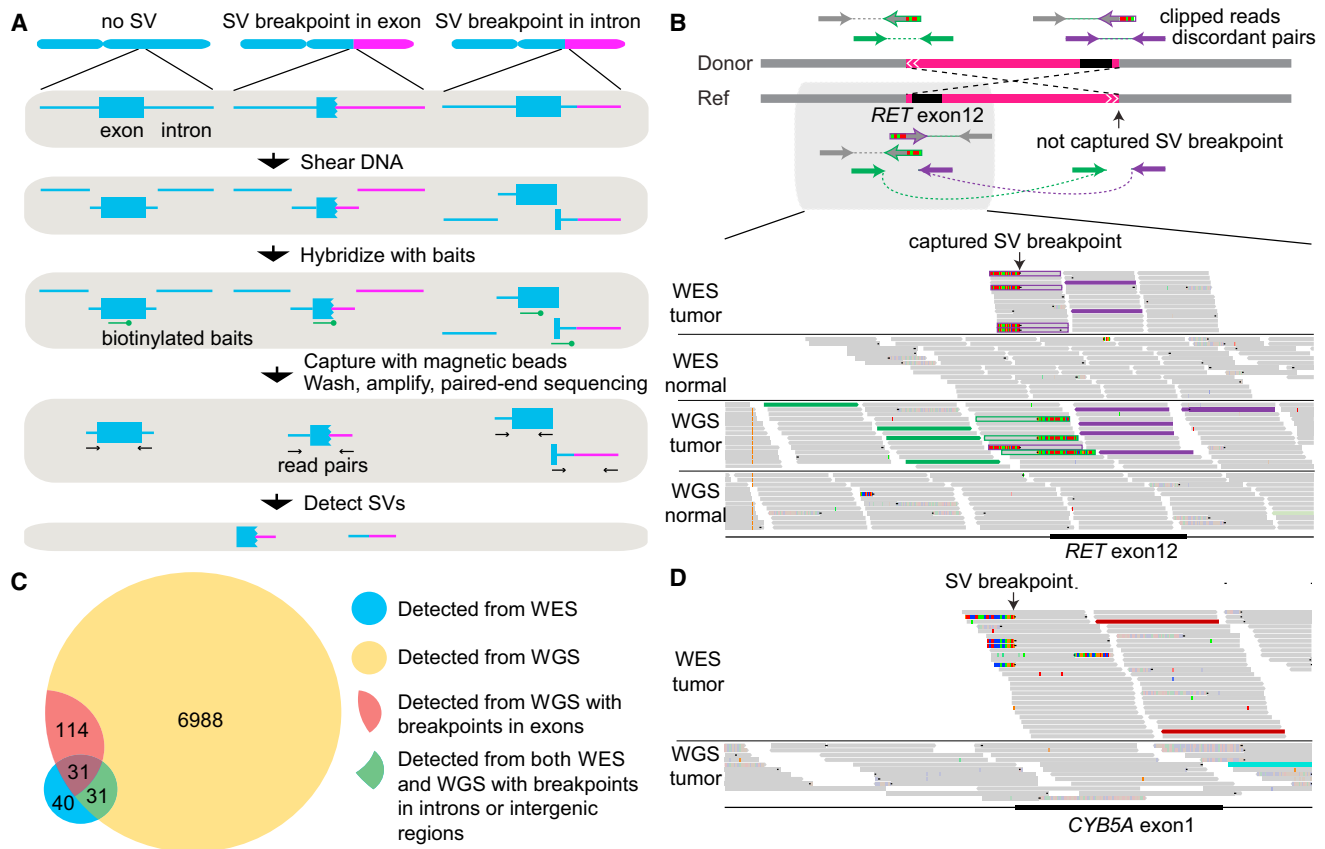 A
no SV
SV breakpoint in exon
SV breakpoint in intron
exon
intron
Shear DNA
Hybridize with baits
biotinylated baits
Capture with magnetic beads
Wash, amplify, paired-end sequencing
read pairs
Detect SVs
B
clipped reads
discordant pairs
Donor
Ref
RET exon12
not captured SV breakpoint
captured SV breakpoint
WES
tumor
WES
normal
WGS
tumor
WGS
normal
RET exon12
C
6988
114
31
40
31
Detected from WES
Detected from WGS
Detected from WGS with
breakpoints in exons
Detected from both WES
and WGS with breakpoints
in introns or intergenic
regions
D
SV breakpoint
WES
tumor
WGS
tumor
CYB5A exon1